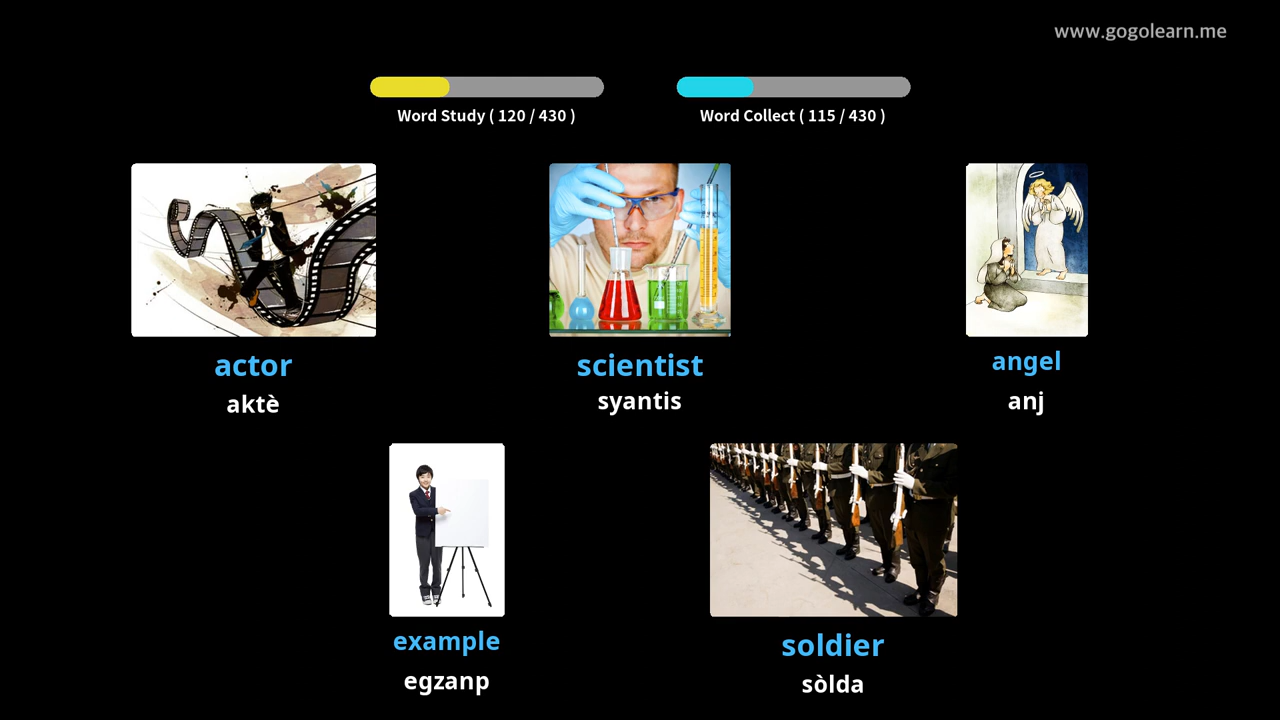 www.gogolearn.me
Word Study ( 120 / 430 )
Word Collect ( 115 / 430 )
actor
aktè
scientist
syantis
angel
anj
example
egzanp
soldier
sòlda